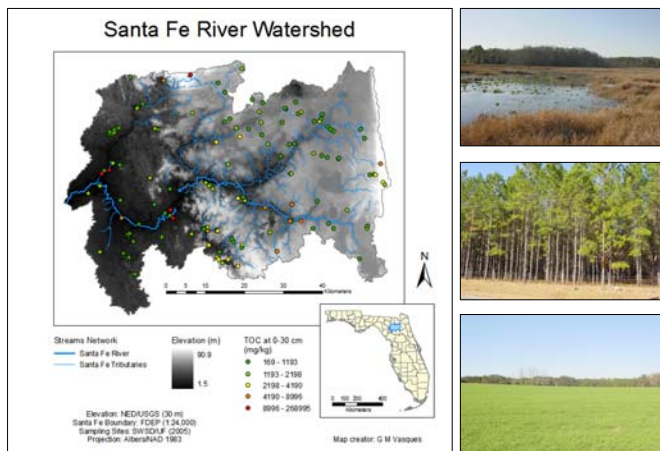 Santa Fe River Watershed
N
0 5 10 20 30 40
Kilometers
Streams Network
Santa Fe River
Santa Fe Tributaries
Elevation (m)
90.9
1.5
TOC at 0-30 cm
(mg/kg)
169 - 1193
1193 - 2198
2198 - 4190
4190 - 8996
8996 - 268995
0 100 200 400
Kilometers
Elevation: NED/USGS (30 m)
Santa Fe Boundary: FDEP (1:24,000)
Sampling Sites: SWSD/UF (2005)
Projection: Albers/NAD 1983
Map creator: G M Vasques